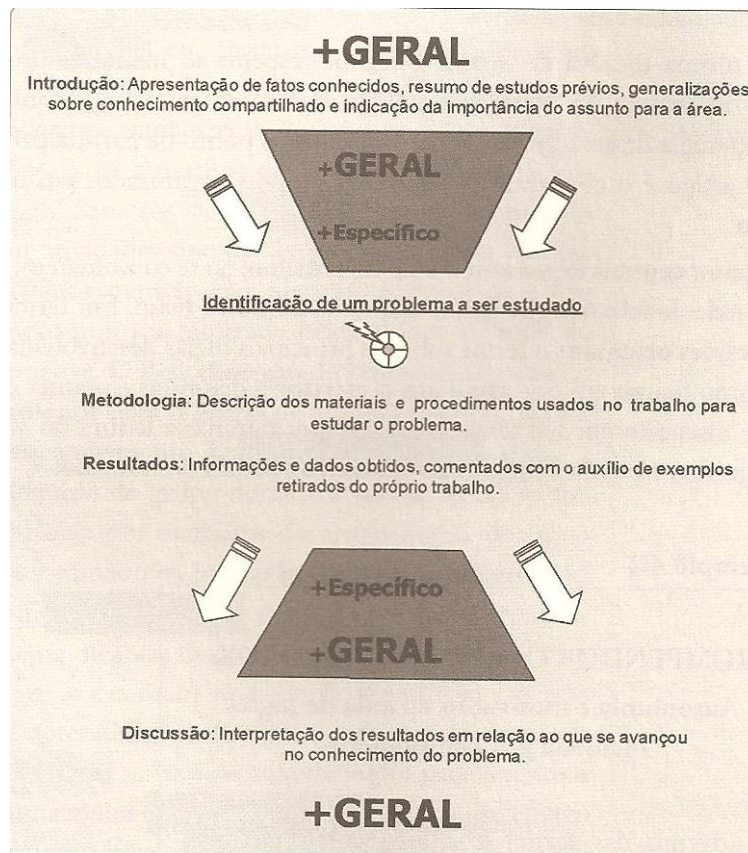 +GERAL
Introdução: Apresentação de fatos conhecidos, resumo de estudos prévios, generalizações
sobre conhecimento compartilhado e indicação da importância do assunto para a área.
+GERAL
+Específico
Identificação de um problema a ser estudado
Metodologia: Descrição dos materiais e procedimentos usados no trabalho para
estudar o problema.
Resultados: Informações e dados obtidos, comentados com o auxílio de exemplos
retirados do próprio trabalho.
+Específico
+GERAL
Discussão: Interpretação dos resultados em relação ao que se avançou
no conhecimento do problema.
+GERAL